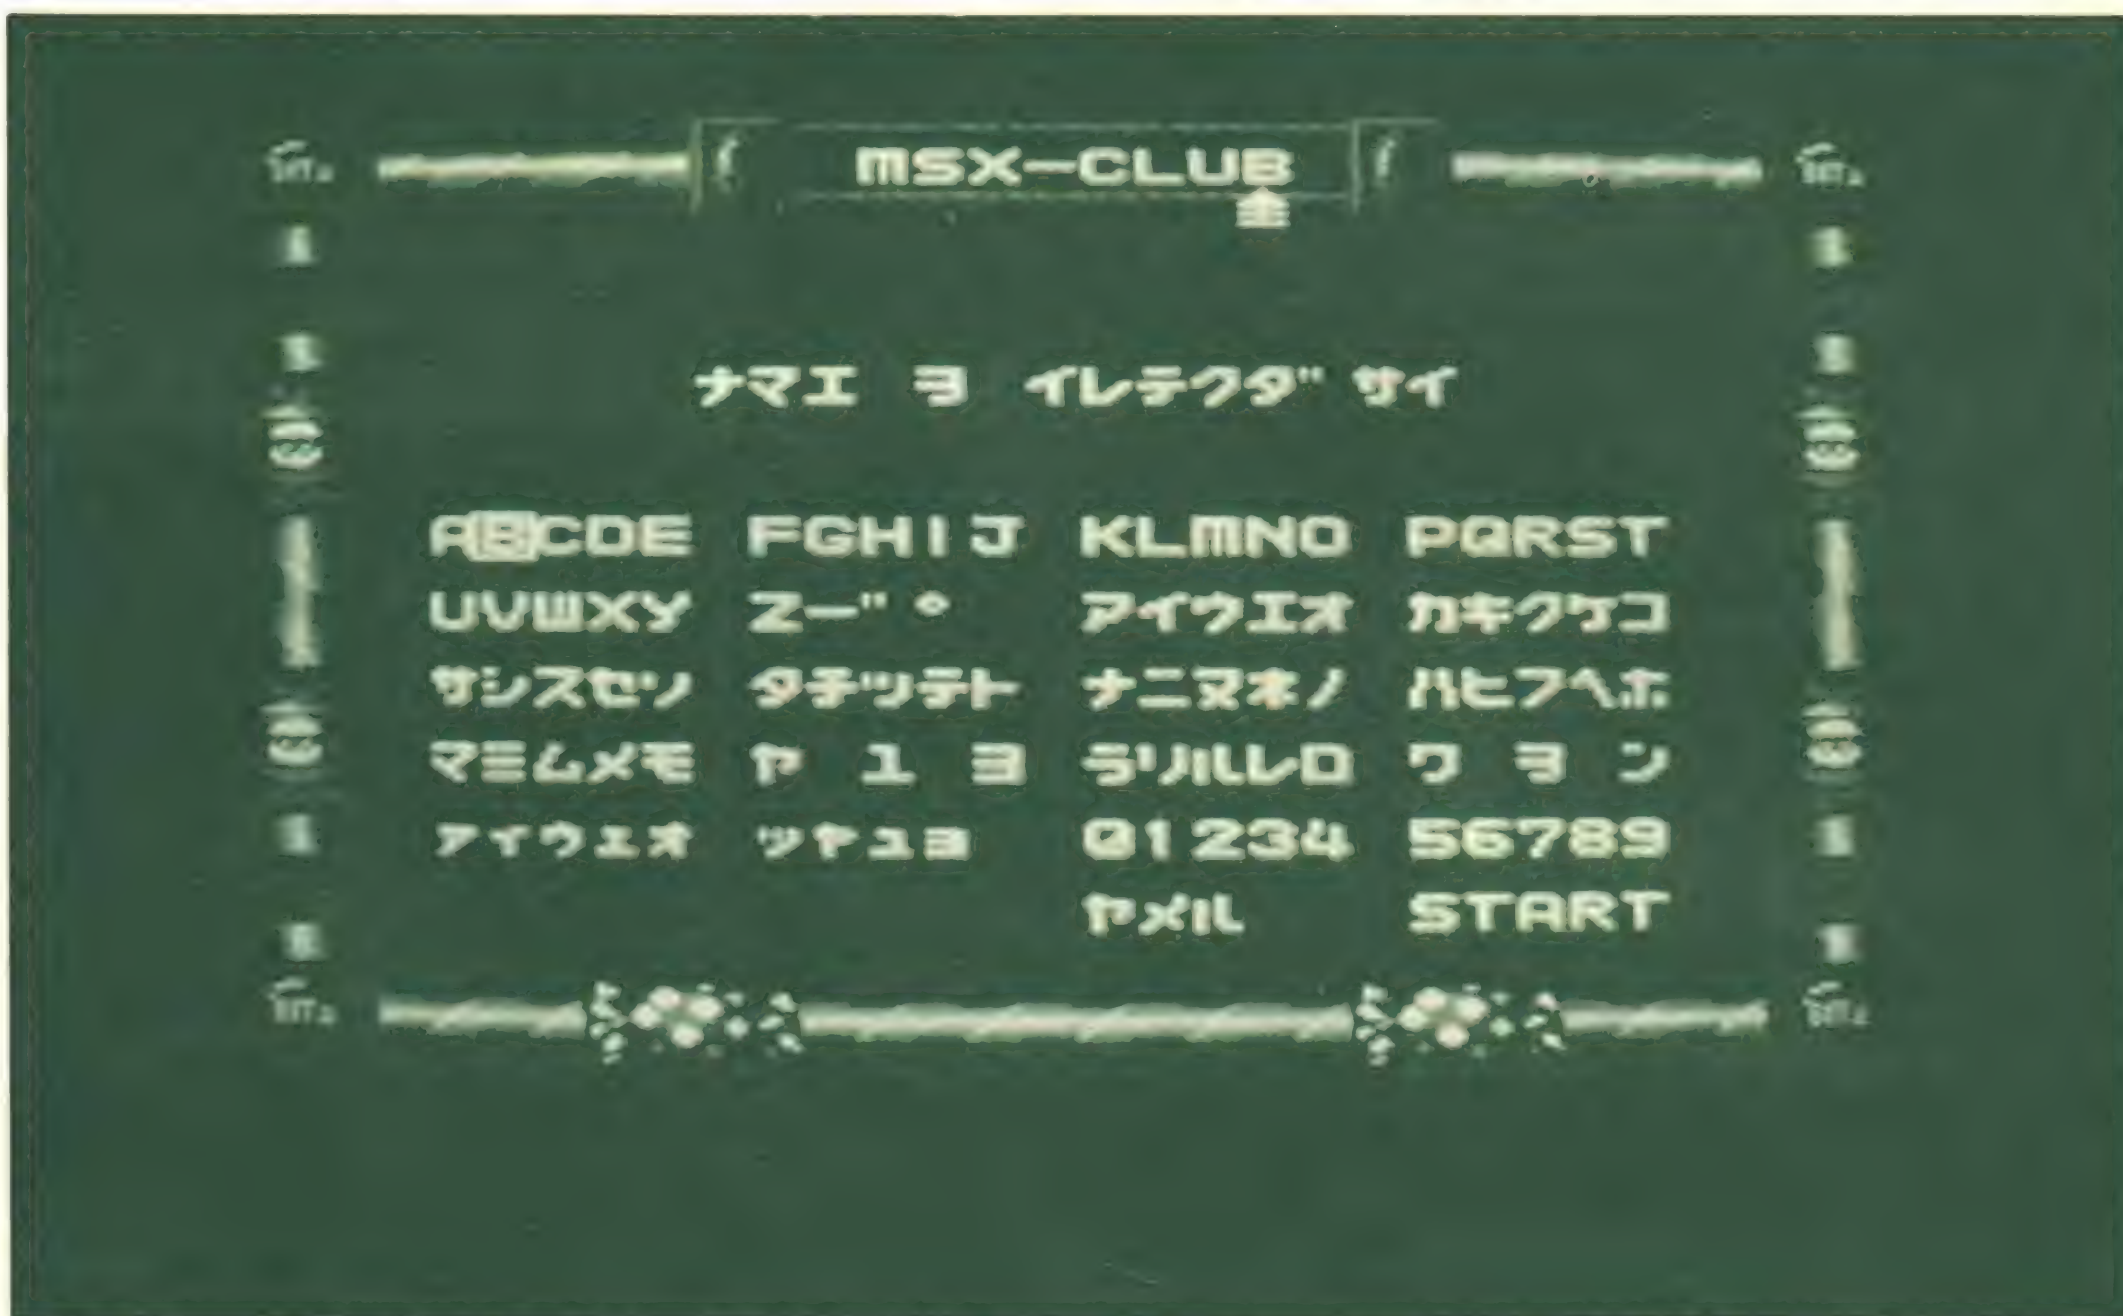 MSX-CLUB
ナマエ ヲ イレテクダ"サイ
ABCDE FGHIJ KLMNO PQRST
UVWXY Zー"° アイウエオ カキクケコ
サシスセソ タチツテト ナニヌネノ ハヒフヘホ
マミムメモ ヤ ユ ヨ ラリルレロ ワ ヲ ン
ァィゥェォ ッャュョ 01234 56789
ヤメル START